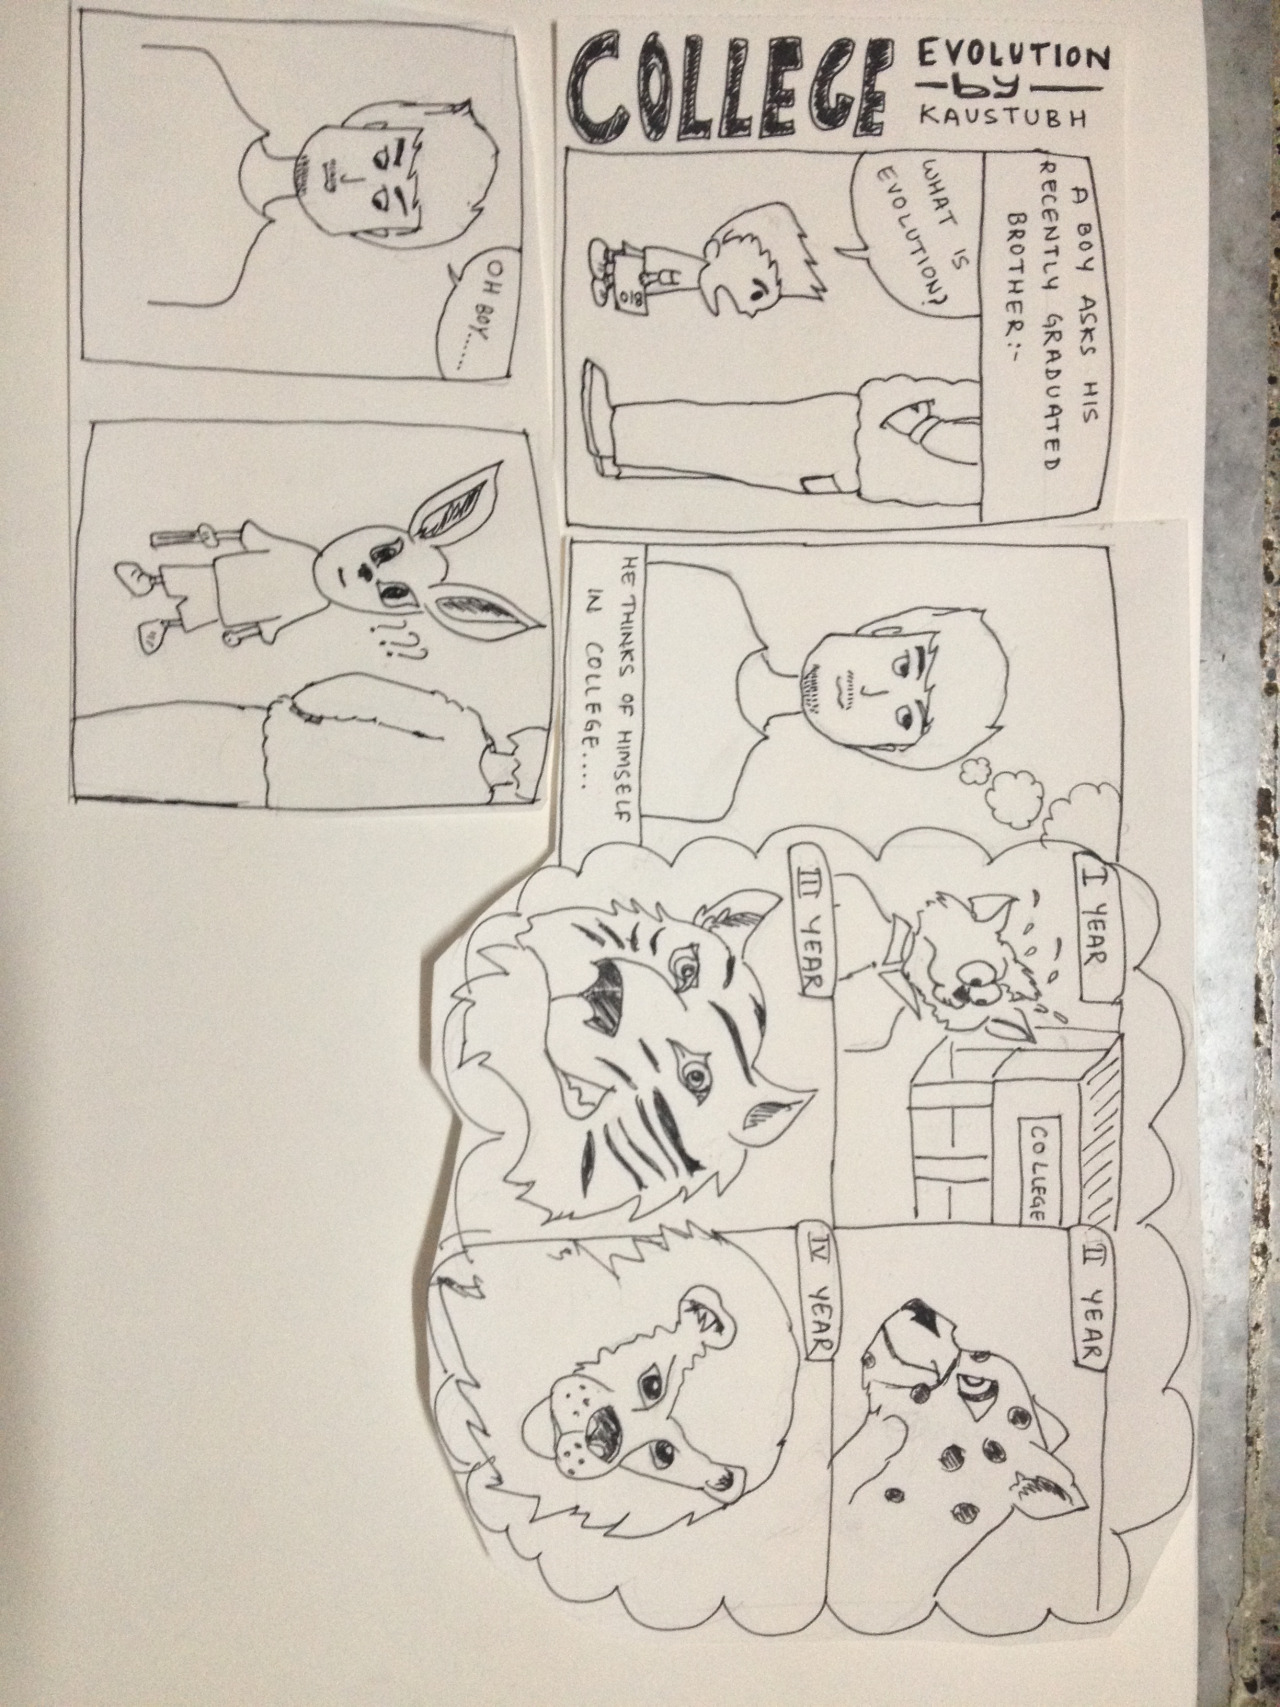 COLLEGE
EVOLUTION
by
KAUSTUBH
A BOY ASKS HIS
RECENTLY GRADUATED
BROTHER:-
WHAT IS
EVOLUTION?
HE THINKS OF HIMSELF
IN COLLEGE....
I YEAR
COLLEGE
II YEAR
III YEAR
IV YEAR
OH BOY......
???